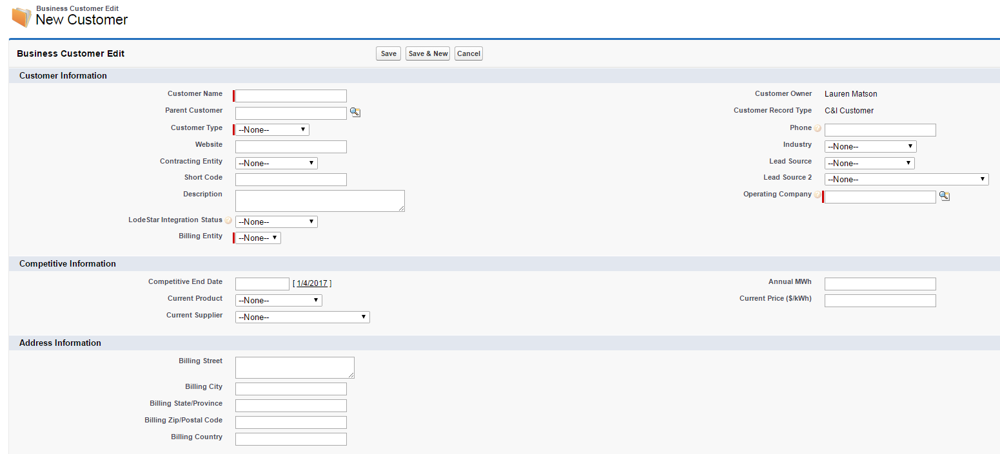 Business Customer Edit
New Customer
Business Customer Edit
Save Save & New Cancel
Customer Information
Customer Name Customer Owner Lauren Matson
Parent Customer Customer Record Type C&I Customer
Customer Type --None-- Phone ?
Website Industry --None--
Contracting Entity --None-- Lead Source --None--
Short Code Lead Source 2 --None--
Description Operating Company ?
LodeStar Integration Status ? --None--
Billing Entity --None--
Competitive Information
Competitive End Date [ 1/4/2017 ] Annual MWh
Current Product --None-- Current Price ($/kWh)
Current Supplier --None--
Address Information
Billing Street
Billing City
Billing State/Province
Billing Zip/Postal Code
Billing Country